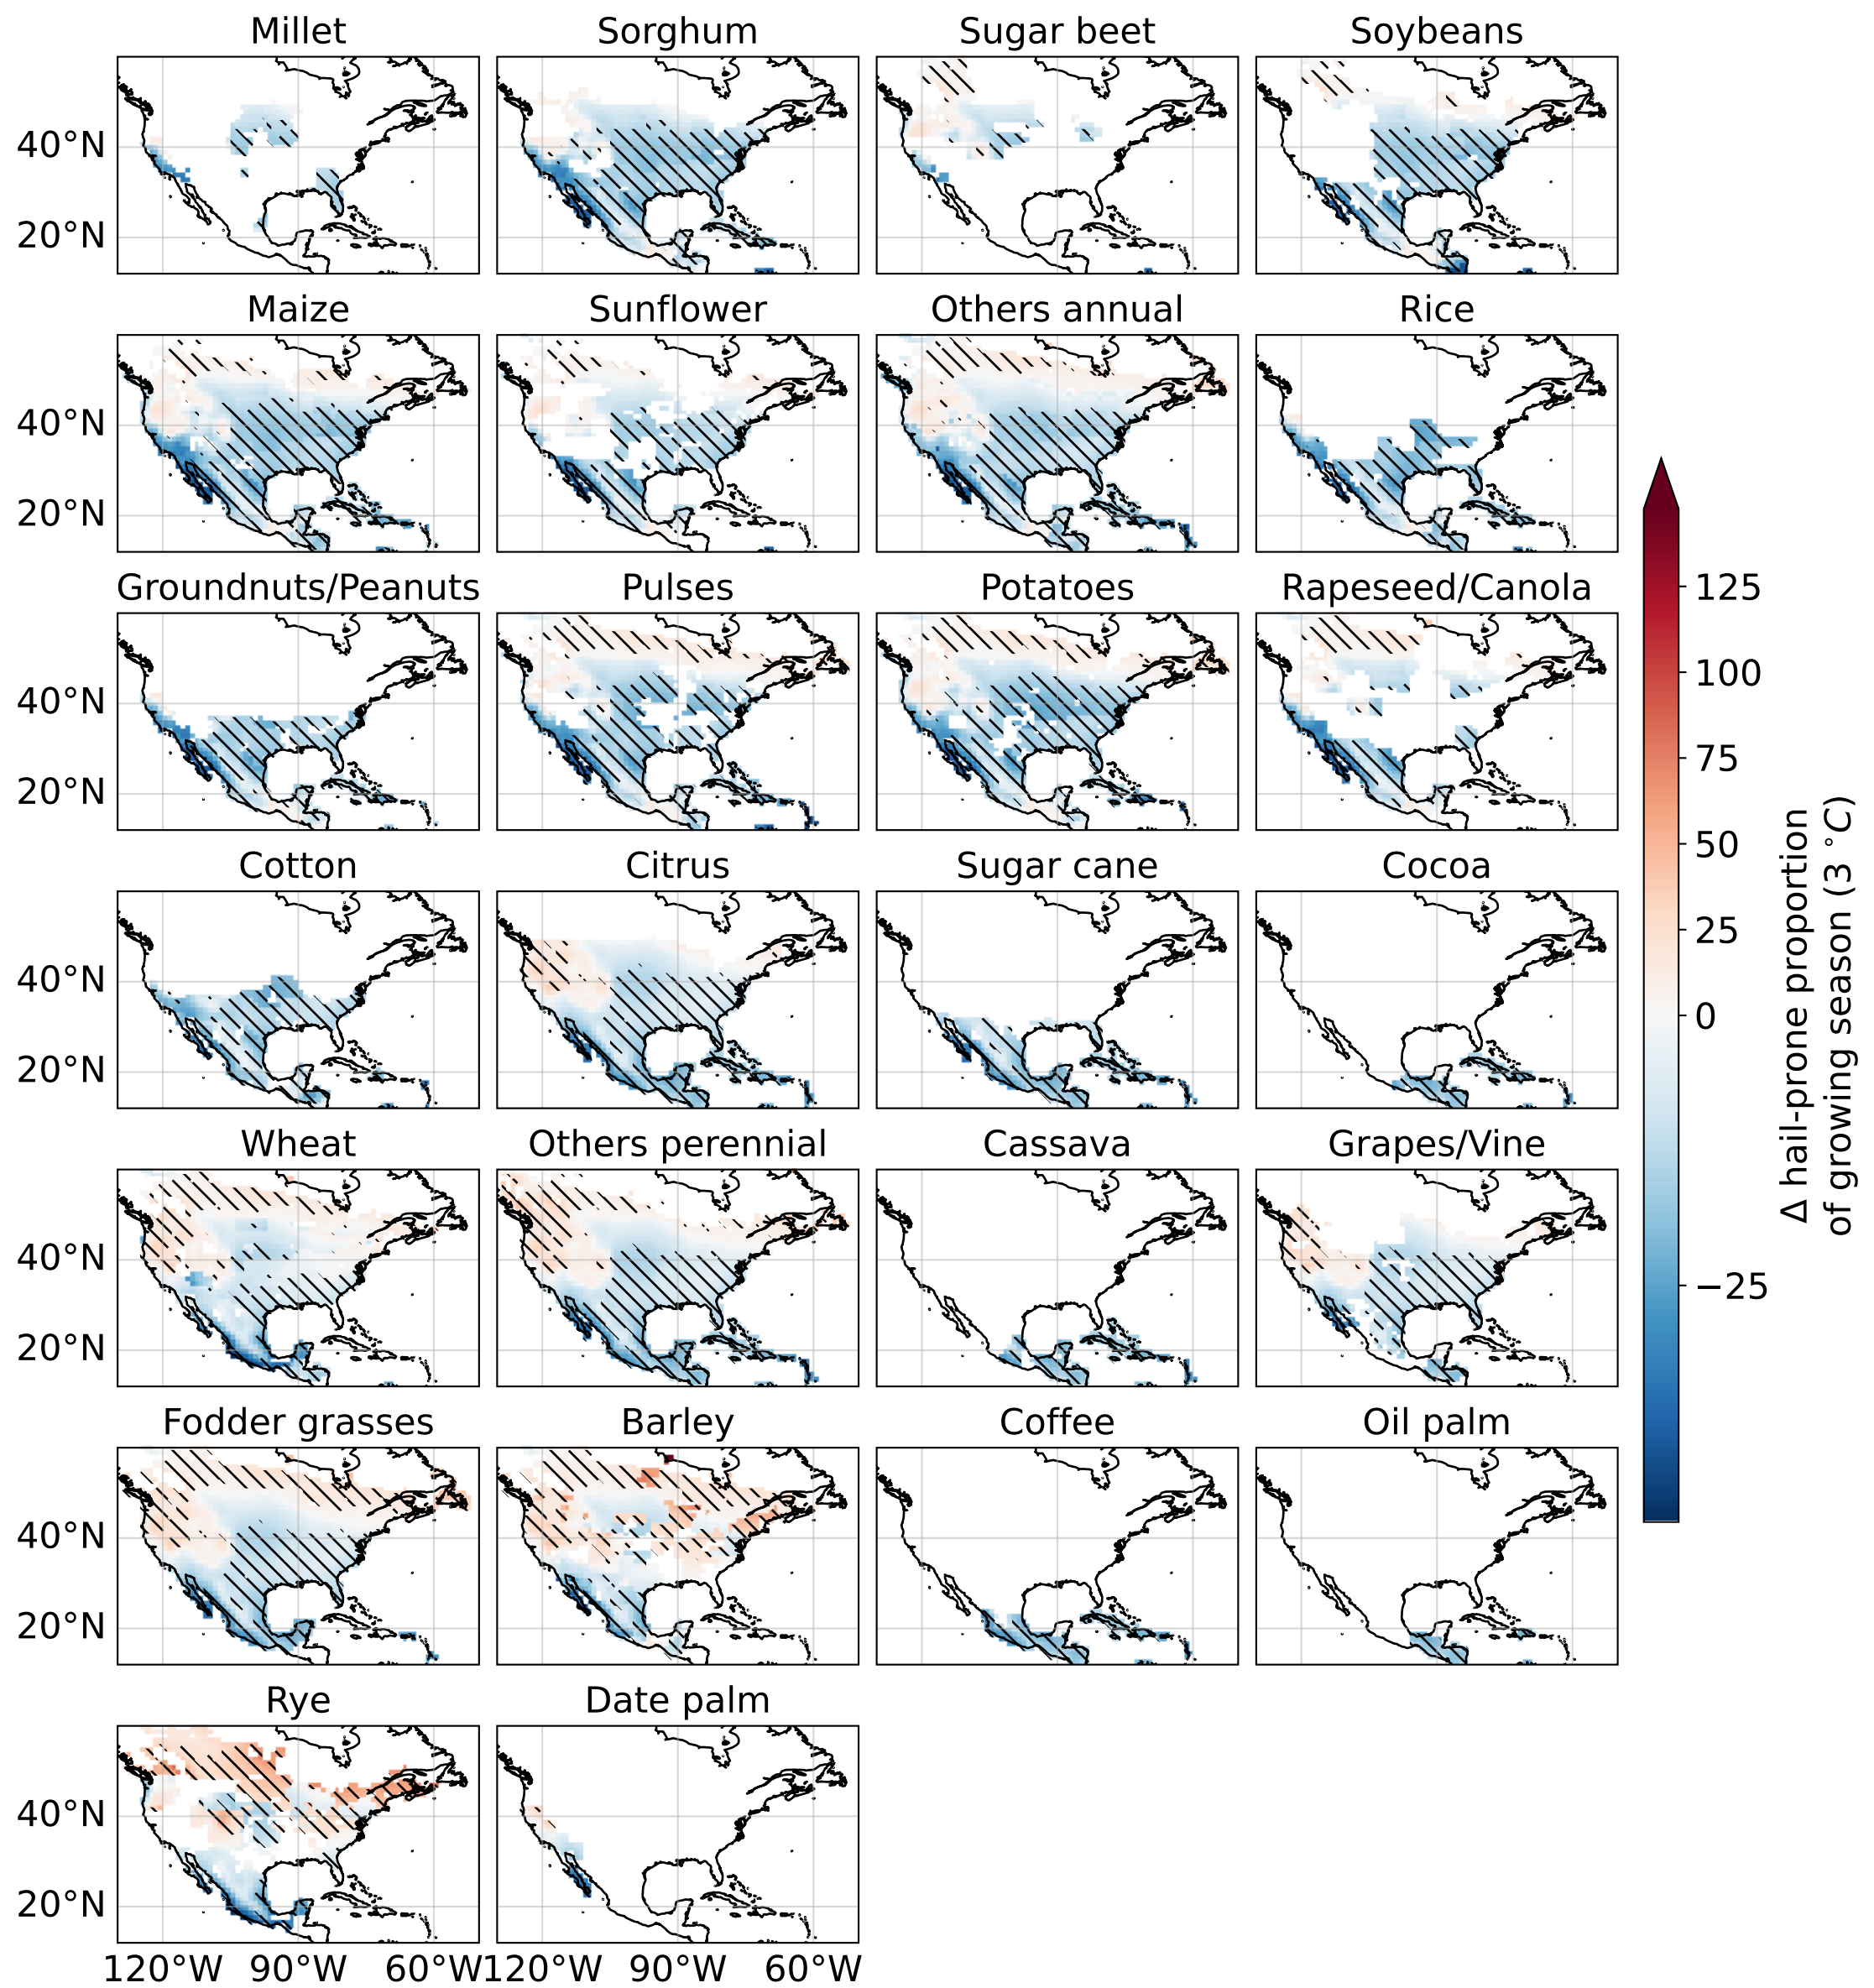 Millet Sorghum Sugar beet Soybeans
40°N
20°N
Maize Sunflower Others annual Rice
40°N
20°N
Groundnuts/Peanuts Pulses Potatoes Rapeseed/Canola
40°N
20°N
Cotton Citrus Sugar cane Cocoa
40°N
20°N
Wheat Others perennial Cassava Grapes/Vine
40°N
20°N
Fodder grasses Barley Coffee Oil palm
40°N
20°N
Rye Date palm
40°N
20°N
120°W 90°W 60°W 120°W 90°W 60°W
125
100
75
50
25
0
−25
Δ hail-prone proportion
of growing season (3 °C)